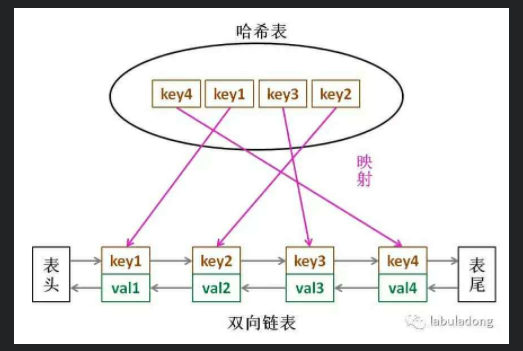 哈希表
key4 key1 key3 key2
映射
表头 key1 key2 key3 key4 表尾
val1 val2 val3 val4
双向链表
labuladong